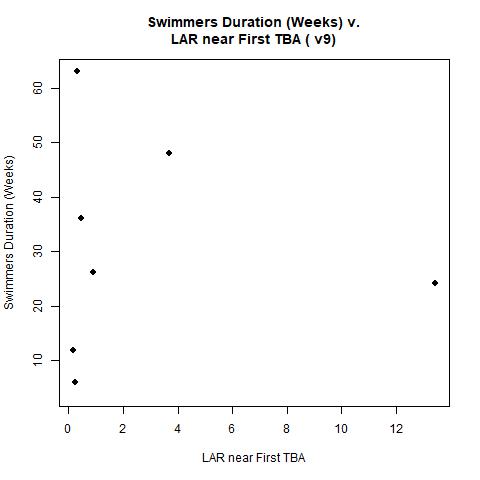 Swimmers Duration (Weeks) v.
LAR near First TBA ( v9)
Swimmers Duration (Weeks)
60
50
40
30
20
10
0 2 4 6 8 10 12
LAR near First TBA